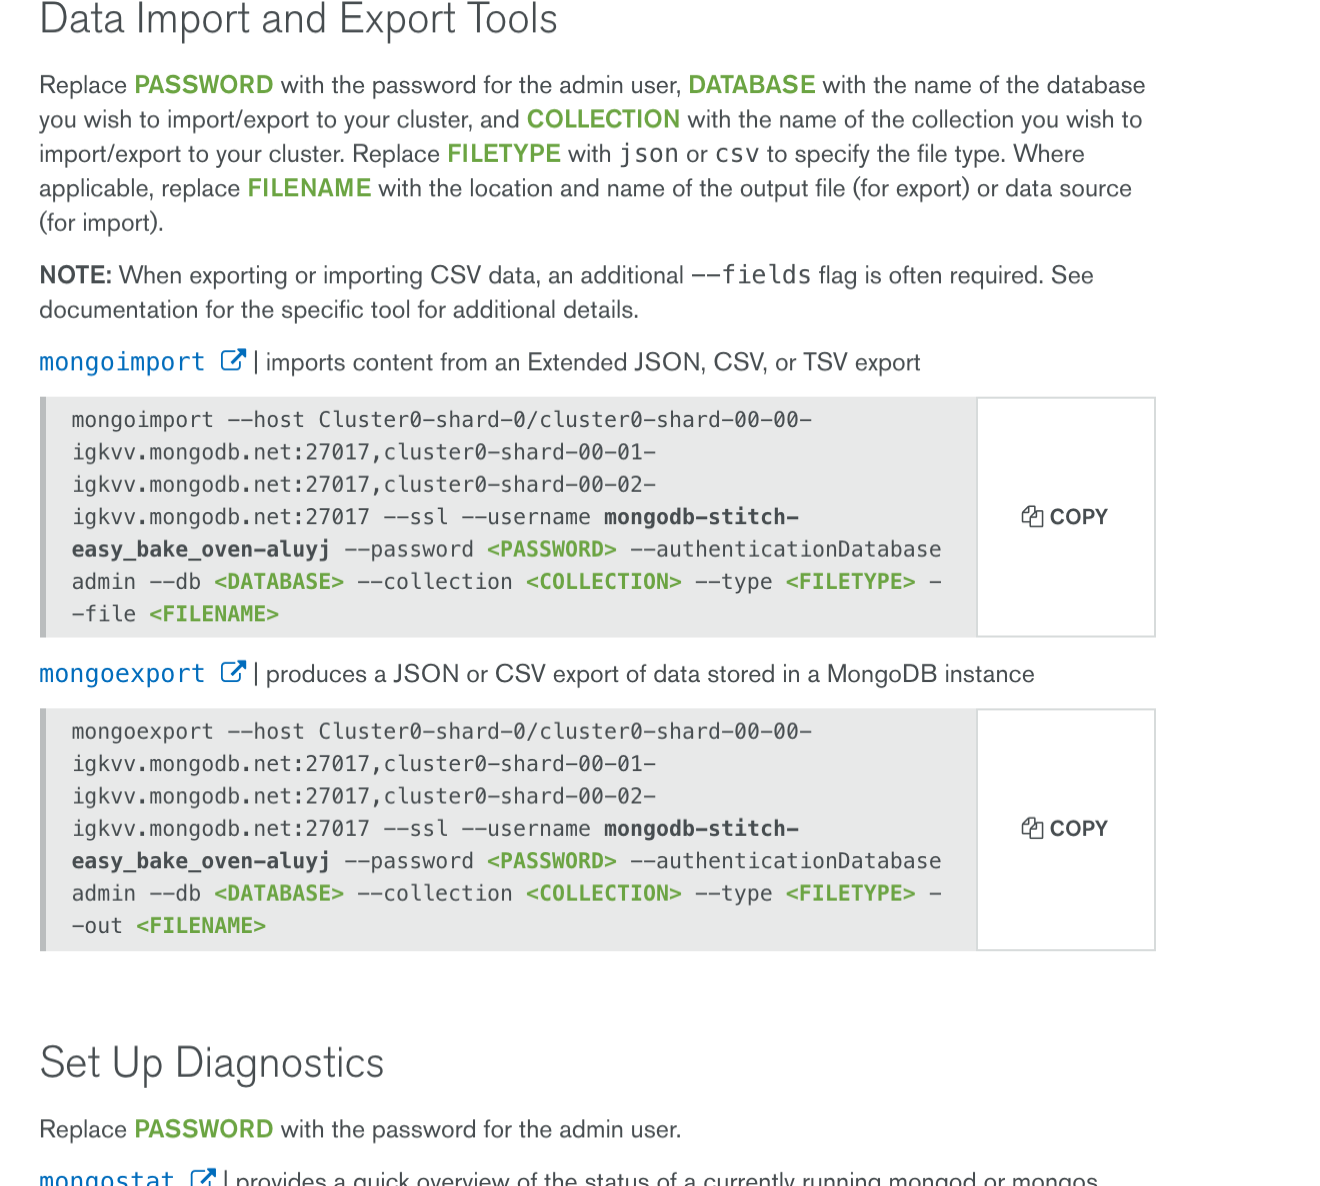 Data Import and Export Tools
Replace PASSWORD with the password for the admin user, DATABASE with the name of the database
you wish to import/export to your cluster, and COLLECTION with the name of the collection you wish to
import/export to your cluster. Replace FILETYPE with json or csv to specify the file type. Where
applicable, replace FILENAME with the location and name of the output file (for export) or data source
(for import).
NOTE: When exporting or importing CSV data, an additional --fields flag is often required. See
documentation for the specific tool for additional details.
mongoimport | imports content from an Extended JSON, CSV, or TSV export
mongoimport --host Cluster0-shard-0/cluster0-shard-00-00-
igkvv.mongodb.net:27017,cluster0-shard-00-01-
igkvv.mongodb.net:27017,cluster0-shard-00-02-
igkvv.mongodb.net:27017 --ssl --username mongodb-stitch-
easy_bake_oven-aluyj --password <PASSWORD> --authenticationDatabase
admin --db <DATABASE> --collection <COLLECTION> --type <FILETYPE> -
-file <FILENAME>
COPY
mongoexport | produces a JSON or CSV export of data stored in a MongoDB instance
mongoexport --host Cluster0-shard-0/cluster0-shard-00-00-
igkvv.mongodb.net:27017,cluster0-shard-00-01-
igkvv.mongodb.net:27017,cluster0-shard-00-02-
igkvv.mongodb.net:27017 --ssl --username mongodb-stitch-
easy_bake_oven-aluyj --password <PASSWORD> --authenticationDatabase
admin --db <DATABASE> --collection <COLLECTION> --type <FILETYPE> -
-out <FILENAME>
COPY
Set Up Diagnostics
Replace PASSWORD with the password for the admin user.
mongostat | provides a quick overview of the status of a currently running mongod or mongos